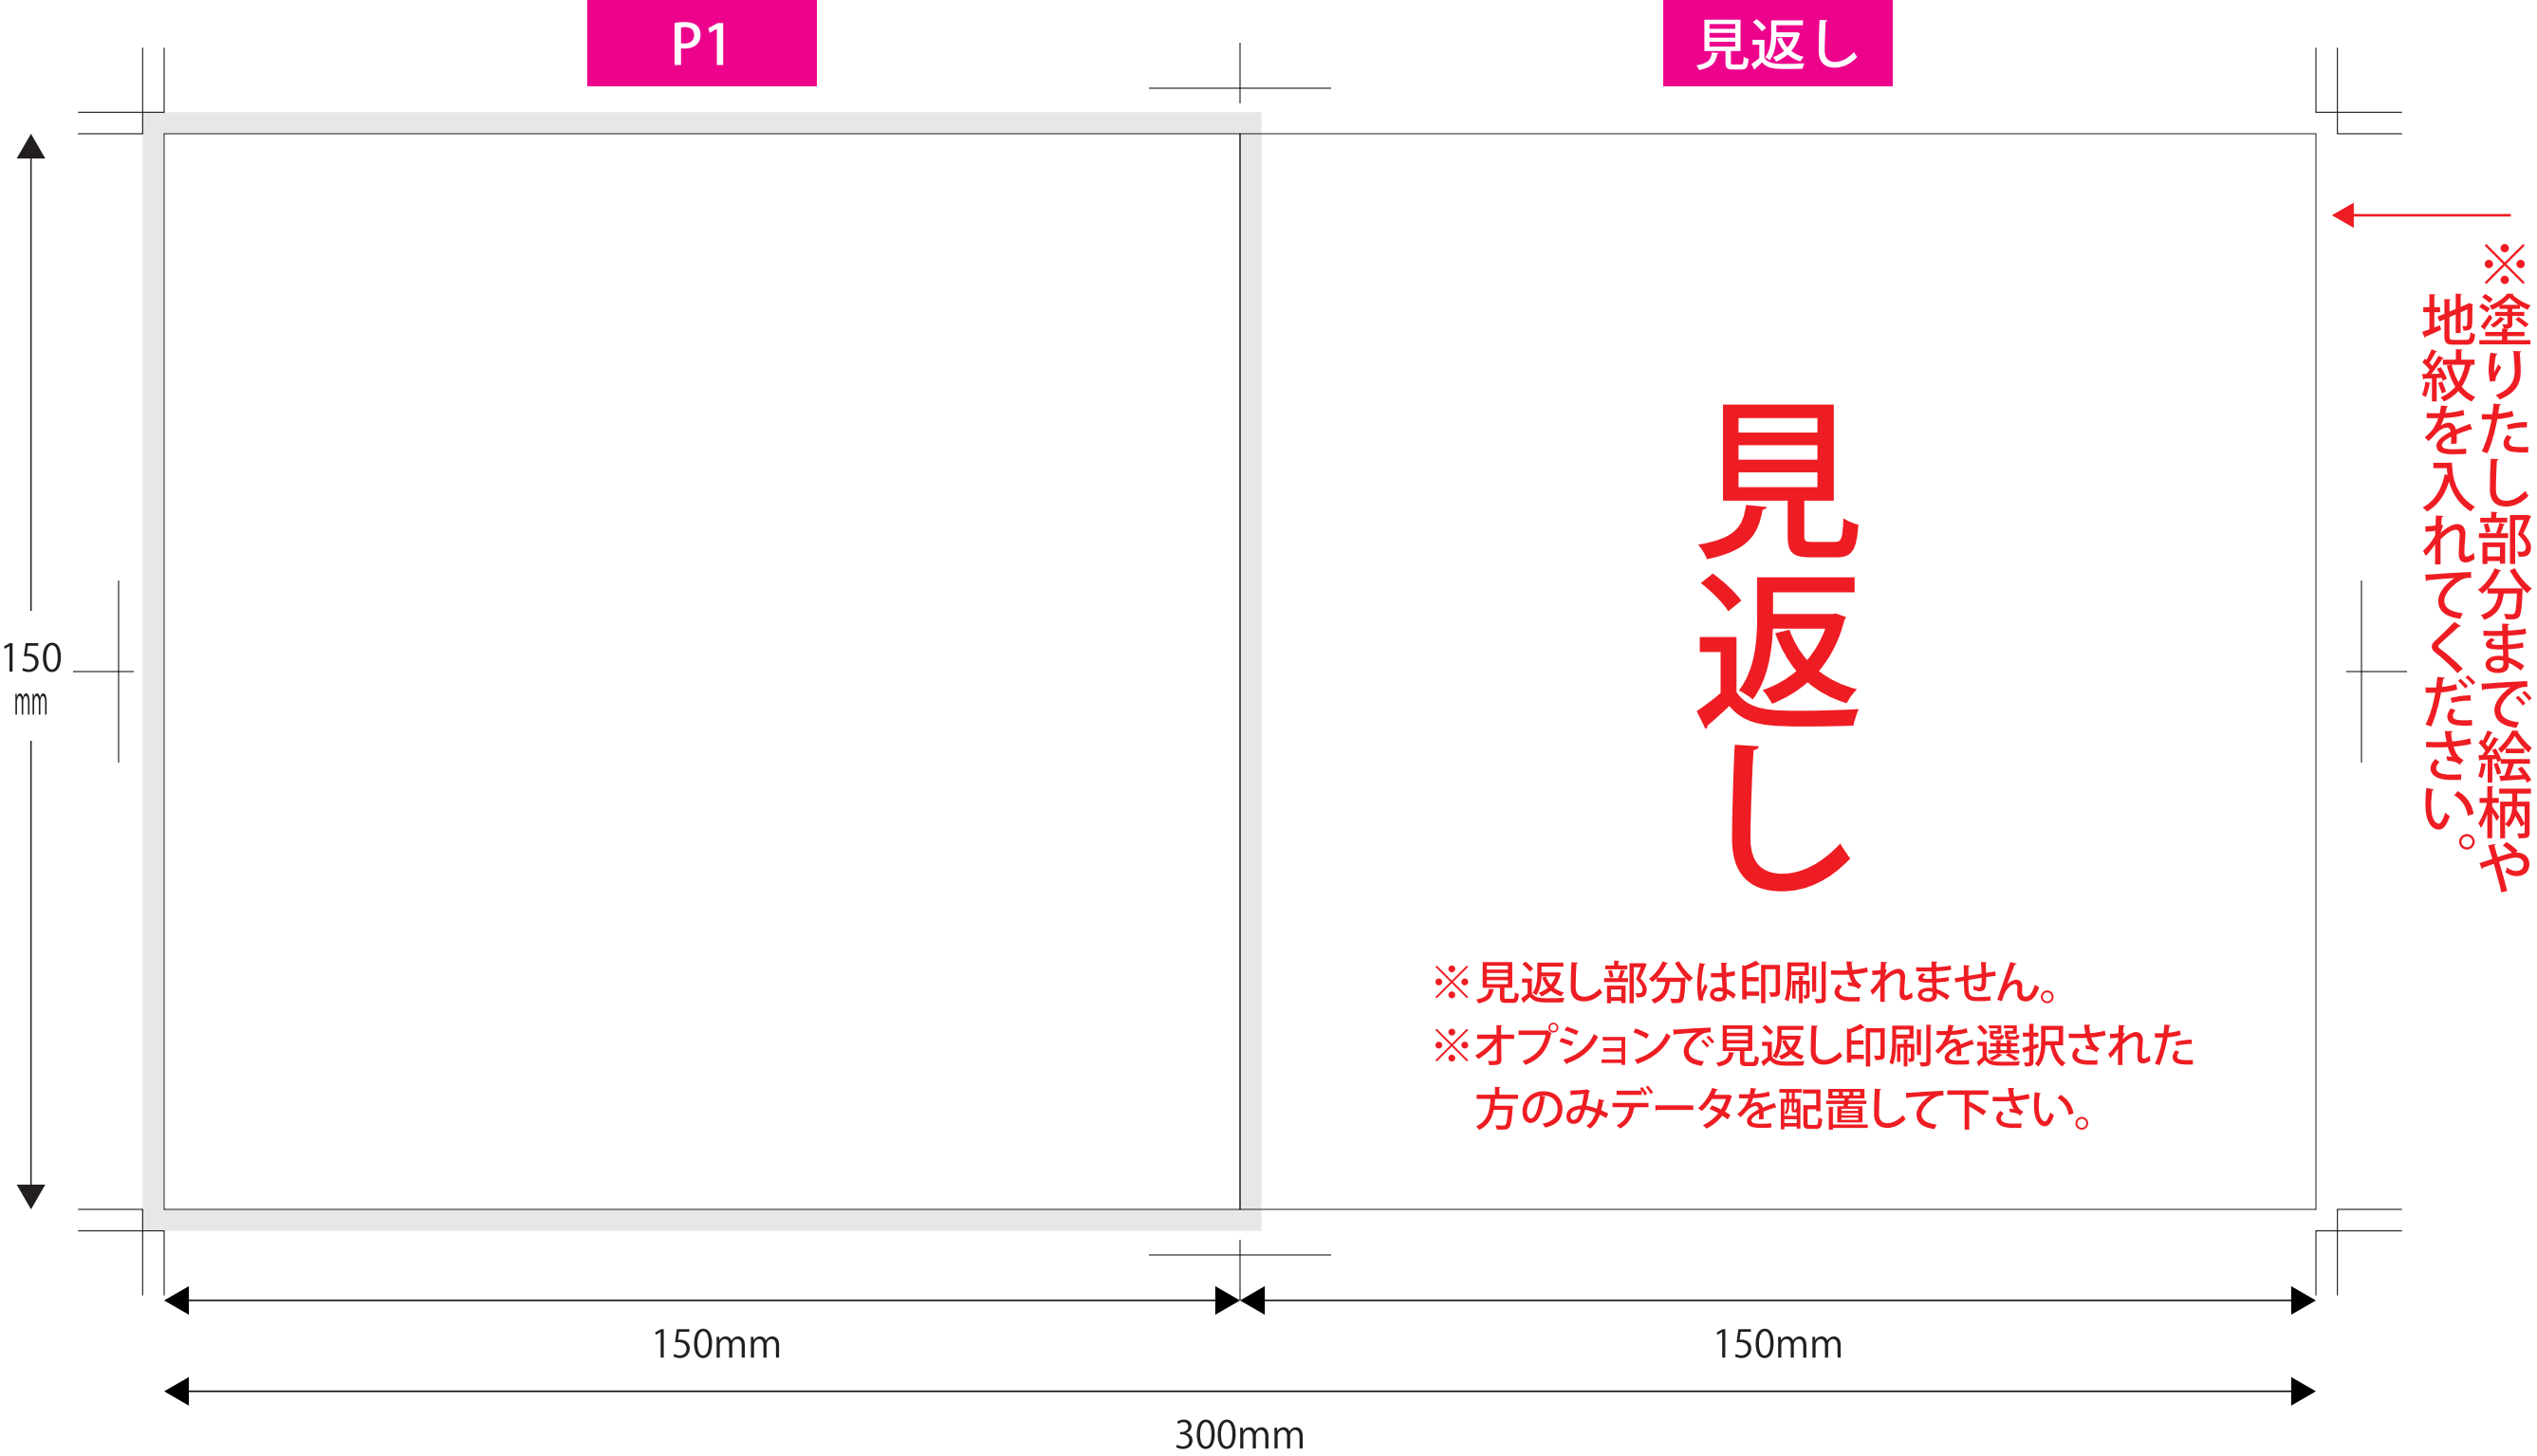 P1
見返し
※塗りたし部分まで絵柄や
地紋を入れてください。
見返し
※見返し部分は印刷されません。
※オプションで見返し印刷を選択された
方のみデータを配置して下さい。
150
mm
150mm
150mm
300mm